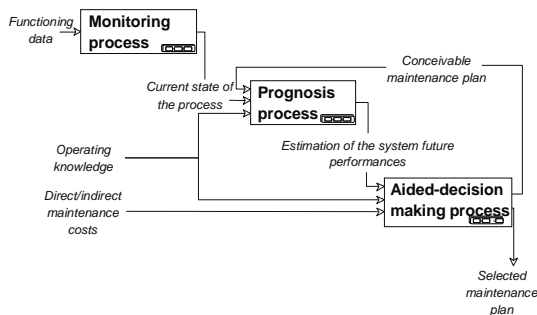 Functioning
data
Monitoring
process
Conceivable
maintenance plan
Current state of
the process
Prognosis
process
Operating
knowledge
Estimation of the system future
performances
Direct/indirect
maintenance
costs
Aided-decision
making process
Selected
maintenance
plan